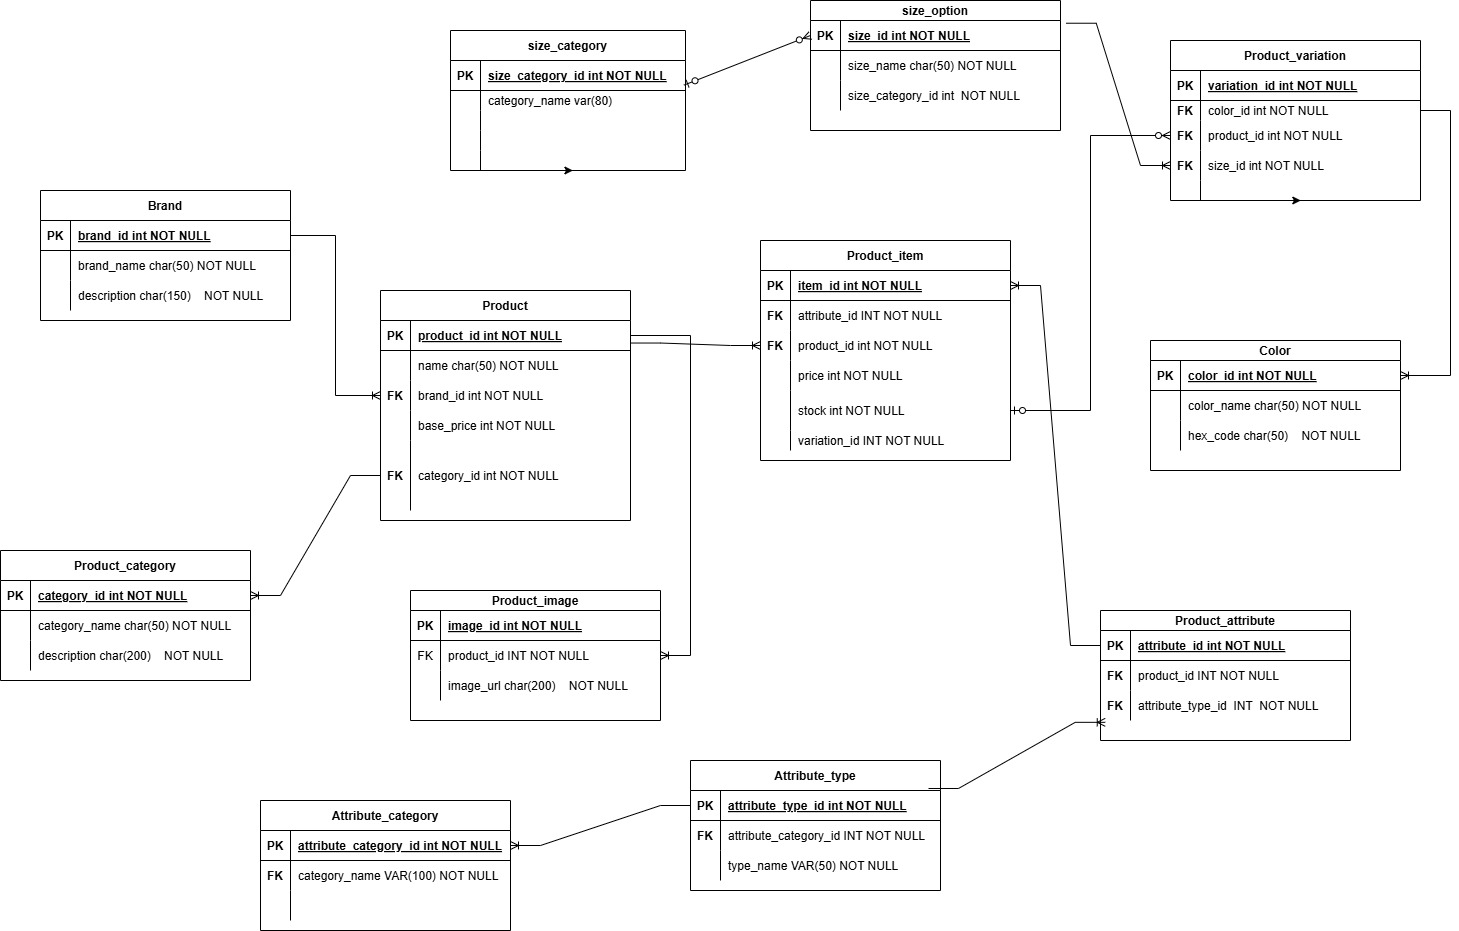 size_category
PK size_category_id int NOT NULL
category_name var(80)
size_option
PK size_id int NOT NULL
size_name char(50) NOT NULL
size_category_id int  NOT NULL
Product_variation
PK variation_id int NOT NULL
FK color_id int NOT NULL
FK product_id int NOT NULL
FK size_id int NOT NULL
Brand
PK brand_id int NOT NULL
brand_name char(50) NOT NULL
description char(150)    NOT NULL
Product
PK product_id int NOT NULL
name char(50) NOT NULL
FK brand_id int NOT NULL
base_price int NOT NULL
FK category_id int NOT NULL
Product_item
PK item_id int NOT NULL
FK attribute_id INT NOT NULL
FK product_id int NOT NULL
price int NOT NULL
stock int NOT NULL
variation_id INT NOT NULL
Color
PK color_id int NOT NULL
color_name char(50) NOT NULL
hex_code char(50)    NOT NULL
Product_category
PK category_id int NOT NULL
category_name char(50) NOT NULL
description char(200)    NOT NULL
Product_image
PK image_id int NOT NULL
FK product_id INT NOT NULL
image_url char(200)    NOT NULL
Product_attribute
PK attribute_id int NOT NULL
FK product_id INT NOT NULL
FK attribute_type_id  INT  NOT NULL
Attribute_type
PK attribute_type_id int NOT NULL
FK attribute_category_id INT NOT NULL
type_name VAR(50) NOT NULL
Attribute_category
PK attribute_category_id int NOT NULL
FK category_name VAR(100) NOT NULL